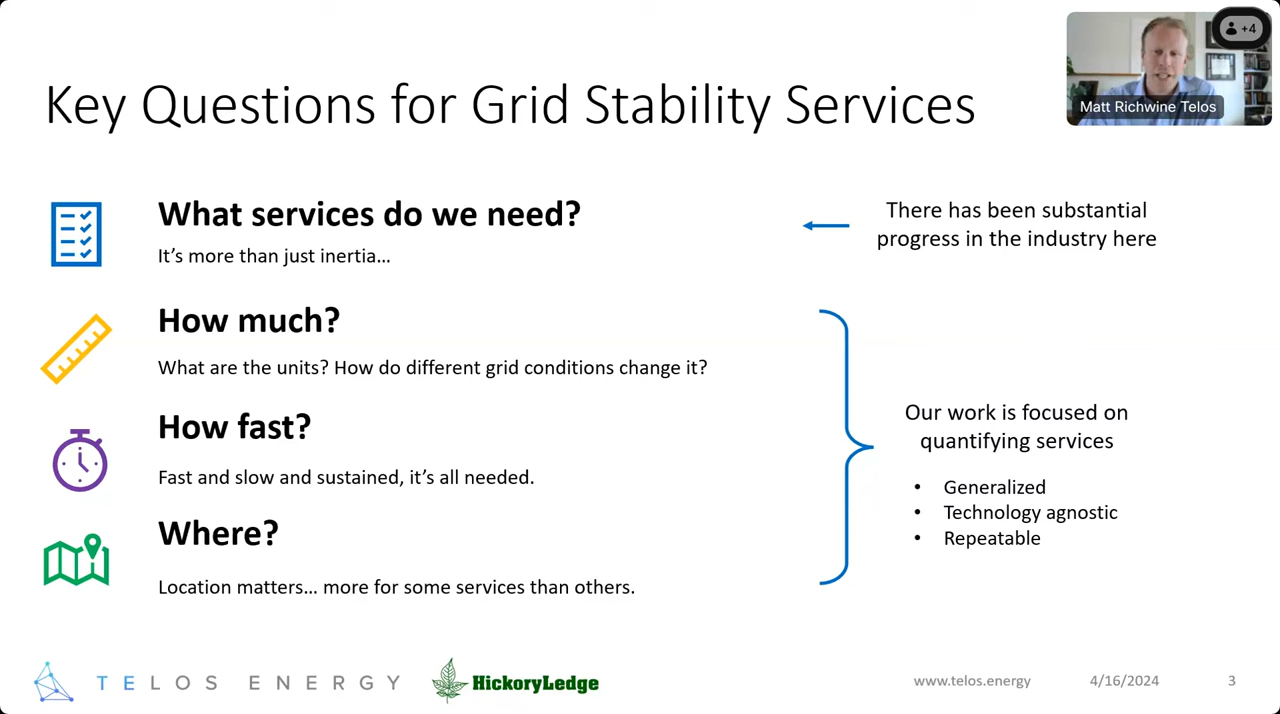 +4
Matt Richwine Telos
Key Questions for Grid Stability Services
What services do we need?
It's more than just inertia…
There has been substantial
progress in the industry here
How much?
What are the units? How do different grid conditions change it?
How fast?
Fast and slow and sustained, it's all needed.
Where?
Location matters… more for some services than others.
Our work is focused on
quantifying services
• Generalized
• Technology agnostic
• Repeatable
TELOS ENERGY
HickoryLedge
www.telos.energy
4/16/2024
3